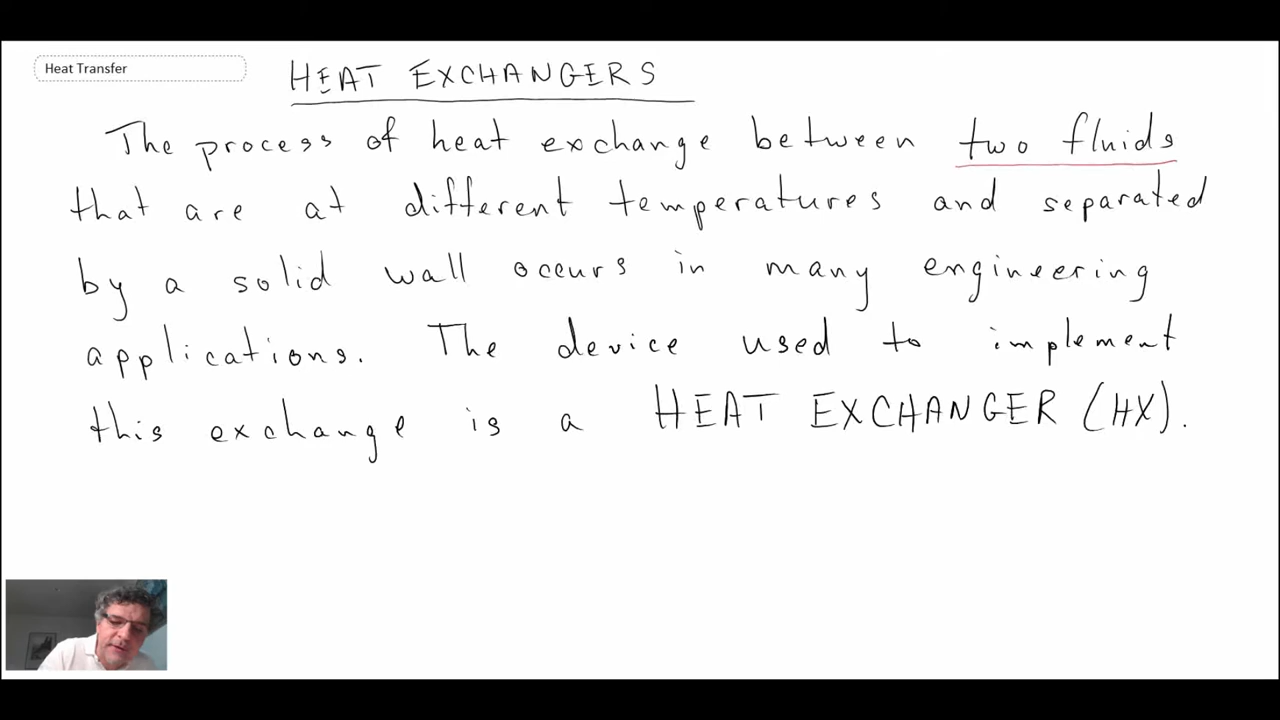 Heat Transfer
HEAT EXCHANGERS
The process of heat exchange between two fluids
that are at different temperatures and separated
by a solid wall occurs in many engineering
applications. The device used to implement
this exchange is a HEAT EXCHANGER (HX).